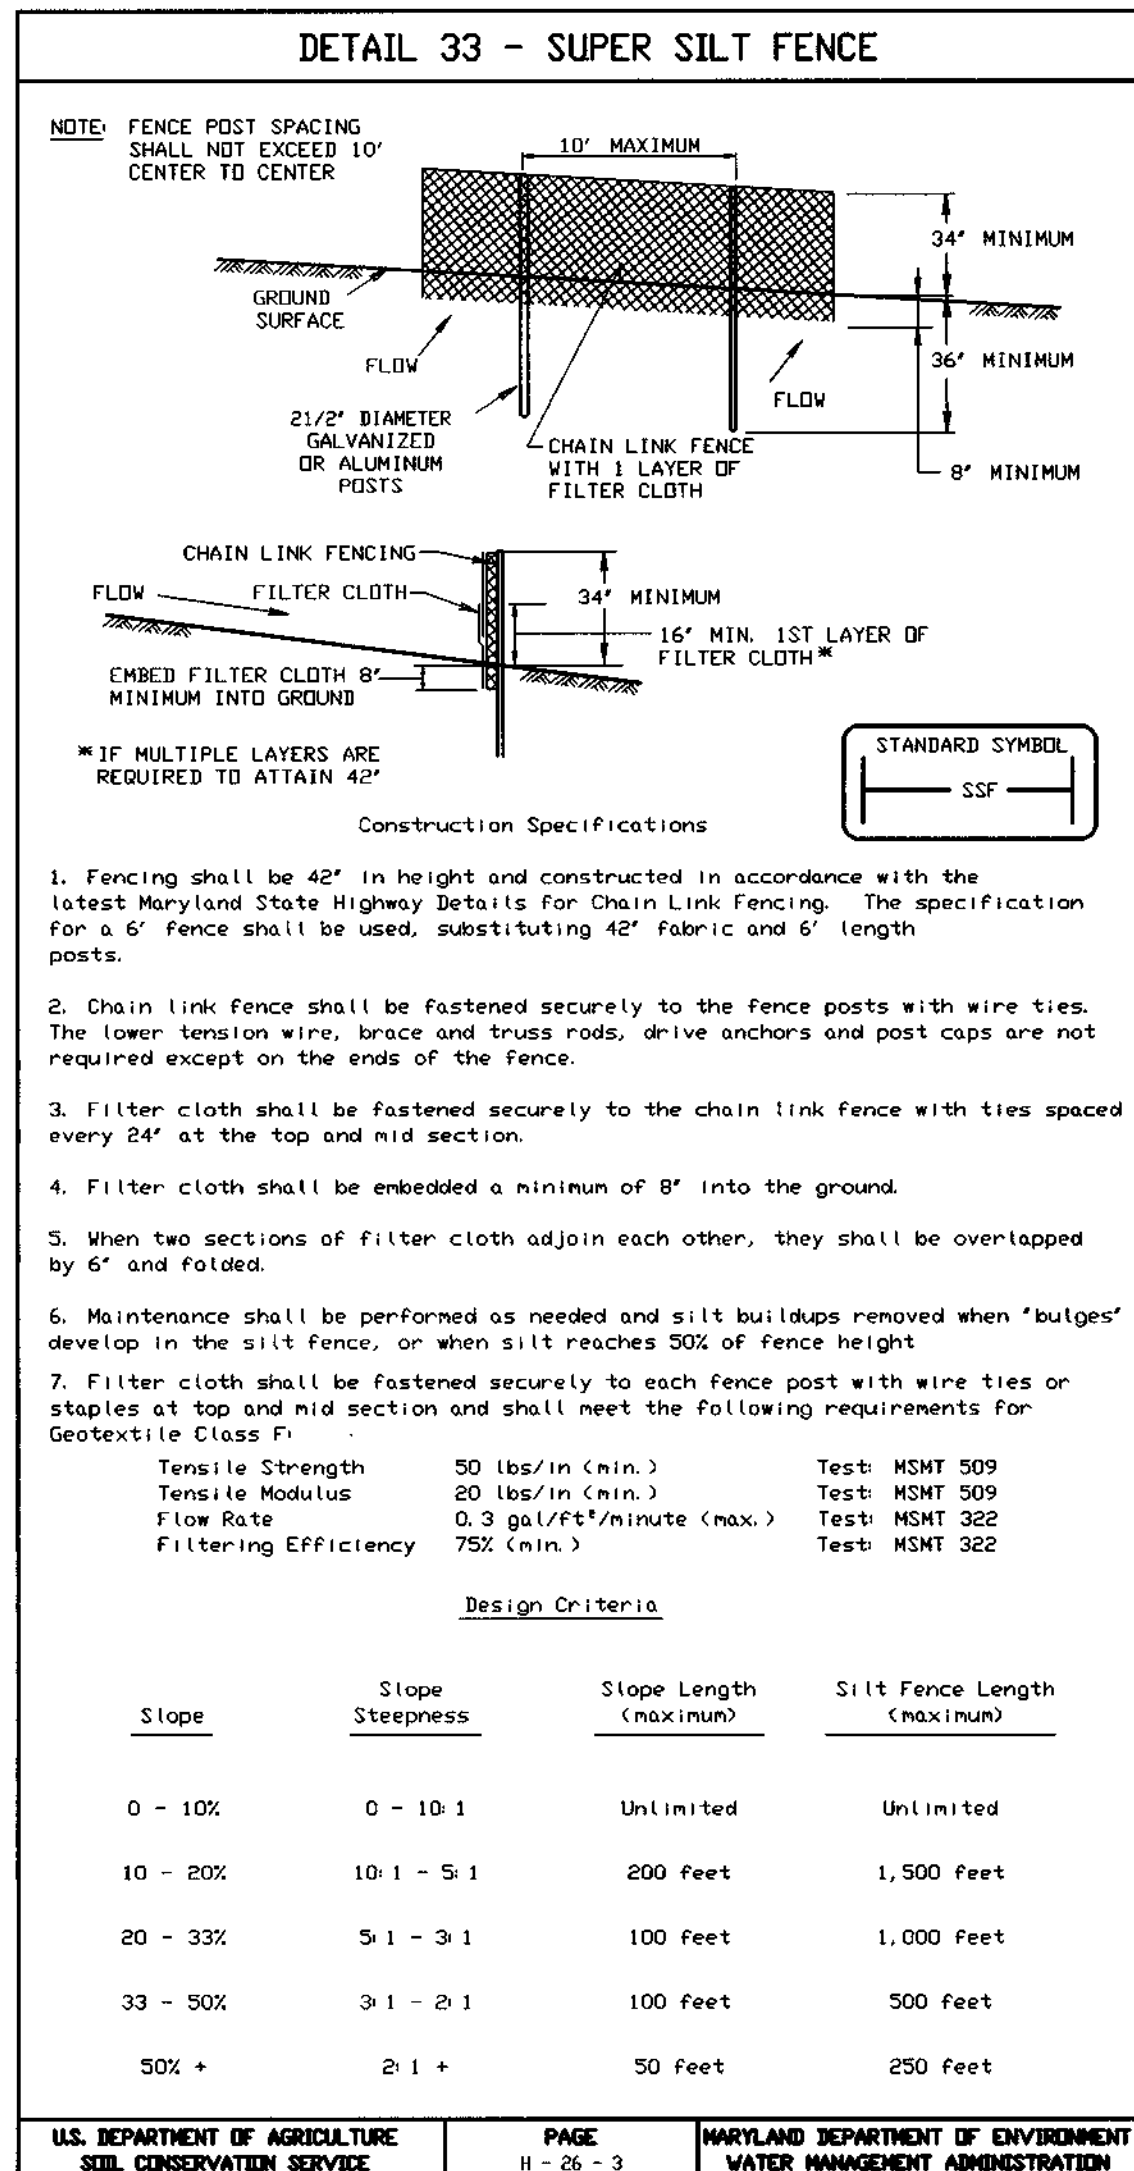 DETAIL 33 - SUPER SILT FENCE
NOTE: FENCE POST SPACING
SHALL NOT EXCEED 10'
CENTER TO CENTER
10' MAXIMUM
34" MINIMUM
GROUND
SURFACE
FLOW
36" MINIMUM
FLOW
21/2" DIAMETER
GALVANIZED
OR ALUMINUM
POSTS
CHAIN LINK FENCE
WITH 1 LAYER OF
FILTER CLOTH
8" MINIMUM
CHAIN LINK FENCING
FLOW
FILTER CLOTH
34" MINIMUM
16" MIN. 1ST LAYER OF
FILTER CLOTH*
EMBED FILTER CLOTH 8"
MINIMUM INTO GROUND
*IF MULTIPLE LAYERS ARE
REQUIRED TO ATTAIN 42"
STANDARD SYMBOL
SSF
Construction Specifications
1. Fencing shall be 42" in height and constructed in accordance with the
latest Maryland State Highway Details for Chain Link Fencing. The specification
for a 6' fence shall be used, substituting 42" fabric and 6' length
posts.
2. Chain link fence shall be fastened securely to the fence posts with wire ties.
The lower tension wire, brace and truss rods, drive anchors and post caps are not
required except on the ends of the fence.
3. Filter cloth shall be fastened securely to the chain link fence with ties spaced
every 24" at the top and mid section.
4. Filter cloth shall be embedded a minimum of 8" into the ground.
5. When two sections of filter cloth adjoin each other, they shall be overlapped
by 6" and folded.
6. Maintenance shall be performed as needed and silt buildups removed when "bulges"
develop in the silt fence, or when silt reaches 50% of fence height
7. Filter cloth shall be fastened securely to each fence post with wire ties or
staples at top and mid section and shall meet the following requirements for
Geotextile Class F:
Tensile Strength 50 lbs/in (min.) Test: MSMT 509
Tensile Modulus 20 lbs/in (min.) Test: MSMT 509
Flow Rate 0.3 gal/ft²/minute (max.) Test: MSMT 322
Filtering Efficiency 75% (min.) Test: MSMT 322
Design Criteria
Slope Slope Steepness Slope Length (maximum) Silt Fence Length (maximum)
0 - 10% 0 - 10:1 Unlimited Unlimited
10 - 20% 10:1 - 5:1 200 feet 1,500 feet
20 - 33% 5:1 - 3:1 100 feet 1,000 feet
33 - 50% 3:1 - 2:1 100 feet 500 feet
50% + 2:1 + 50 feet 250 feet
U.S. DEPARTMENT OF AGRICULTURE
SOIL CONSERVATION SERVICE
PAGE
H - 26 - 3
MARYLAND DEPARTMENT OF ENVIRONMENT
WATER MANAGEMENT ADMINISTRATION